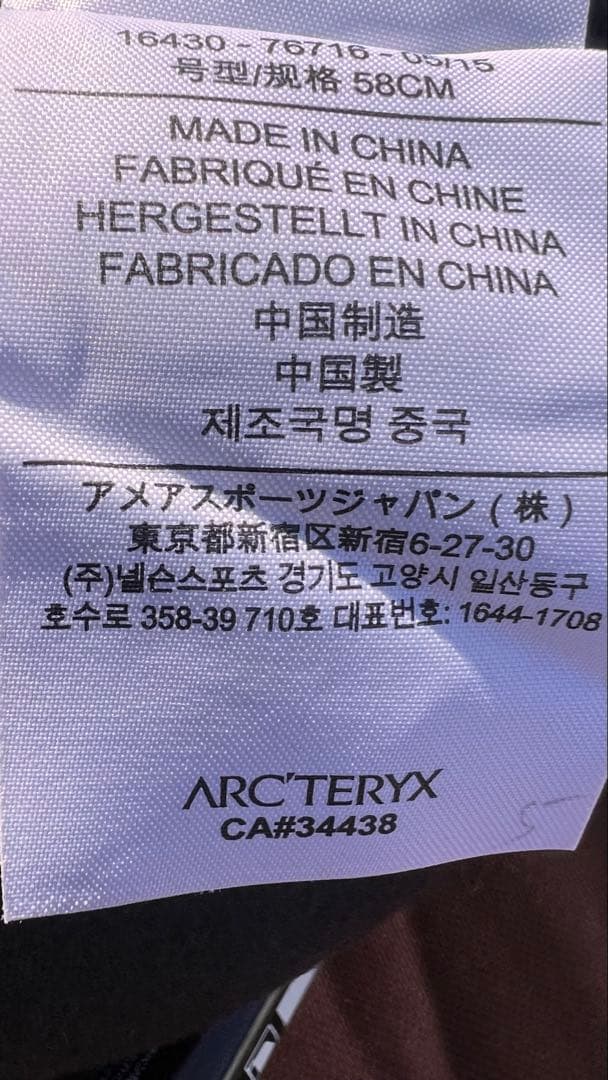 16430 - 76716 - 05/15
号型/规格 58CM
MADE IN CHINA
FABRIQUÉ EN CHINE
HERGESTELLT IN CHINA
FABRICADO EN CHINA
中国制造
中国製
제조국명 중국
アメアスポーツジャパン ( 株 )
東京都新宿区新宿6-27-30
(주)넬슨스포츠 경기도 고양시 일산동구
호수로 358-39 710호 대표번호: 1644-1708
ARC'TERYX
CA#34438